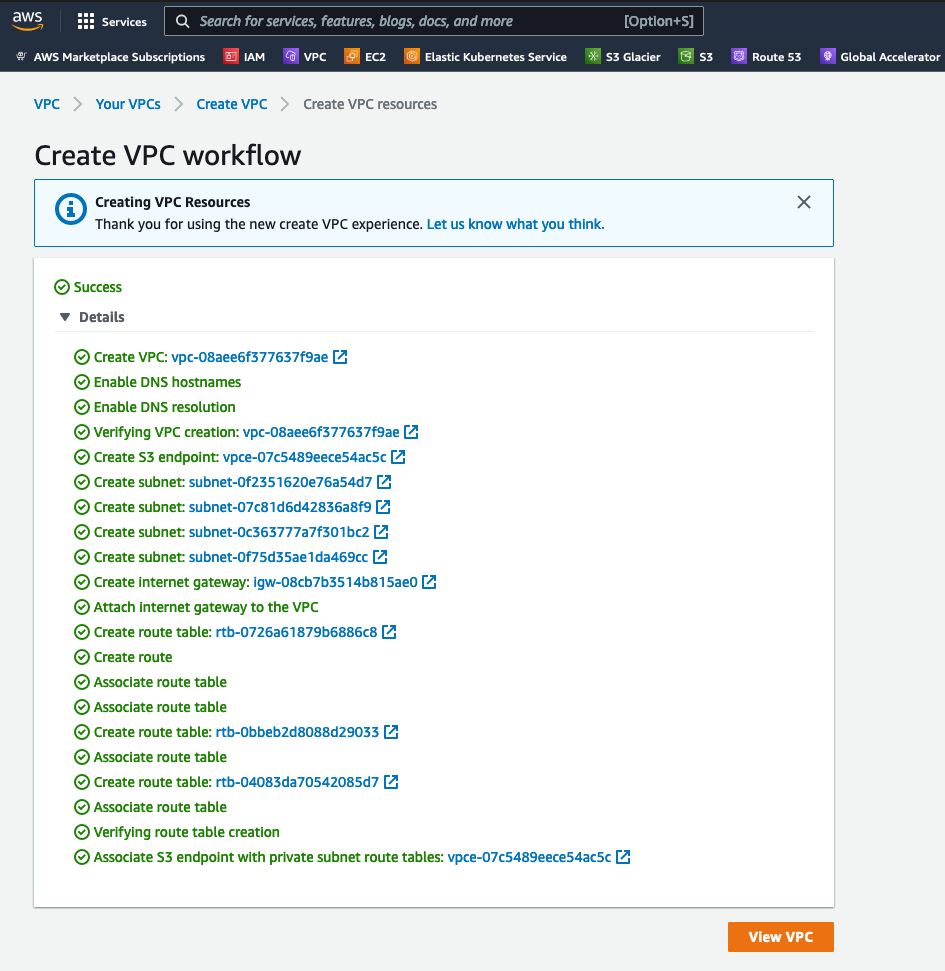 aws
Services
Search for services, features, blogs, docs, and more [Option+S]
AWS Marketplace Subscriptions IAM VPC EC2 Elastic Kubernetes Service S3 Glacier S3 Route 53 Global Accelerator
VPC > Your VPCs > Create VPC > Create VPC resources
Create VPC workflow
Creating VPC Resources
Thank you for using the new create VPC experience. Let us know what you think.
Success
Details
Create VPC: vpc-08aee6f377637f9ae
Enable DNS hostnames
Enable DNS resolution
Verifying VPC creation: vpc-08aee6f377637f9ae
Create S3 endpoint: vpce-07c5489eece54ac5c
Create subnet: subnet-0f2351620e76a54d7
Create subnet: subnet-07c81d6d42836a8f9
Create subnet: subnet-0c363777a7f301bc2
Create subnet: subnet-0f75d35ae1da469cc
Create internet gateway: igw-08cb7b3514b815ae0
Attach internet gateway to the VPC
Create route table: rtb-0726a61879b6886c8
Create route
Associate route table
Associate route table
Create route table: rtb-0bbeb2d8088d29033
Associate route table
Create route table: rtb-04083da70542085d7
Associate route table
Verifying route table creation
Associate S3 endpoint with private subnet route tables: vpce-07c5489eece54ac5c
View VPC